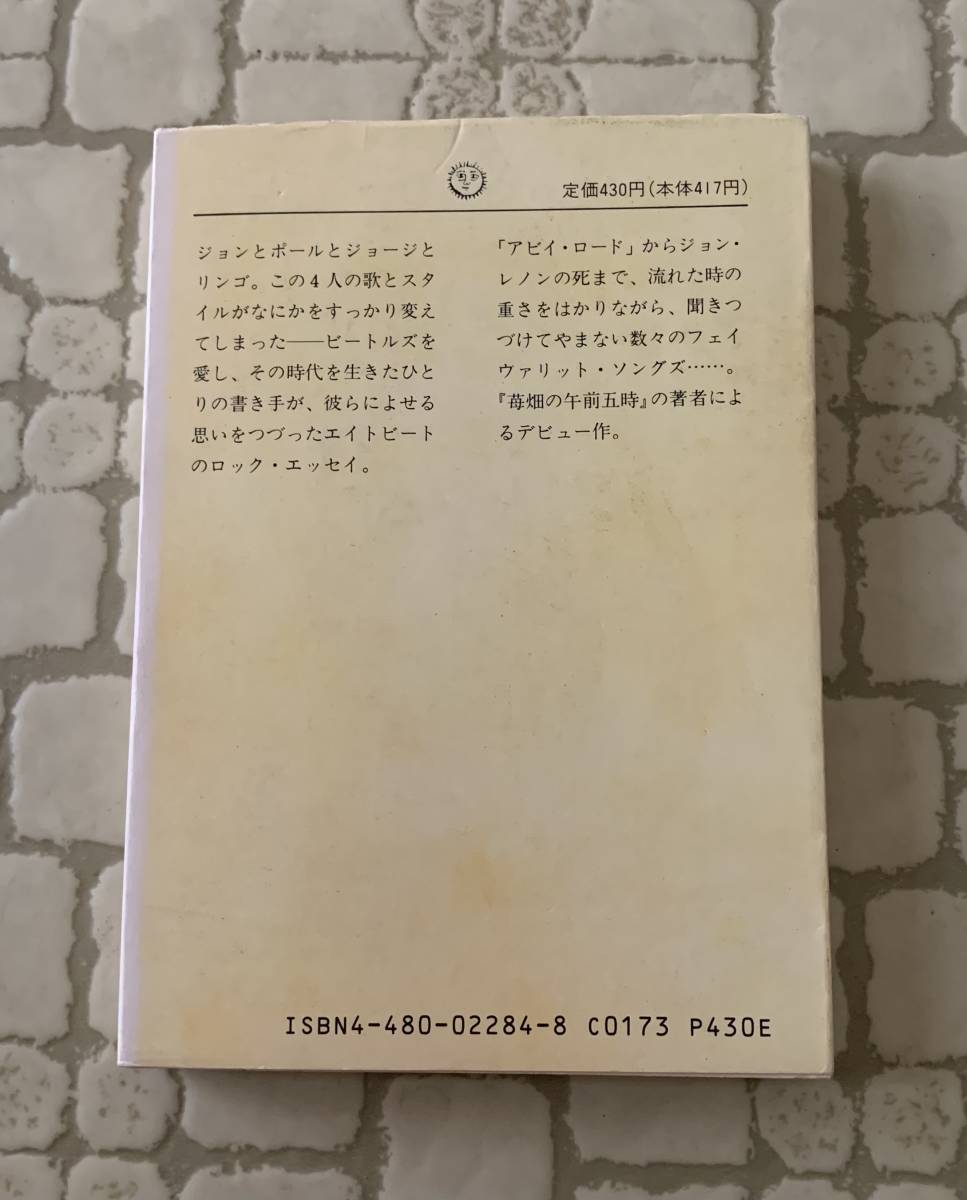 定価430円(本体417円)
ジョンとポールとジョージと
リンゴ。この4人の歌とスタ
イルがなにかをすっかり変え
てしまった――ビートルズを
愛し、その時代を生きたひと
りの書き手が、彼らによせる
思いをつづったエイトビート
のロック・エッセイ。
「アビイ・ロード」からジョン・
レノンの死まで、流れた時の
重さをはかりながら、聞きつ
づけてやまない数々のフェイ
ヴァリット・ソングズ……。
『苺畑の午前五時』の著者によ
るデビュー作。
ISBN4-480-02284-8 C0173 P430E